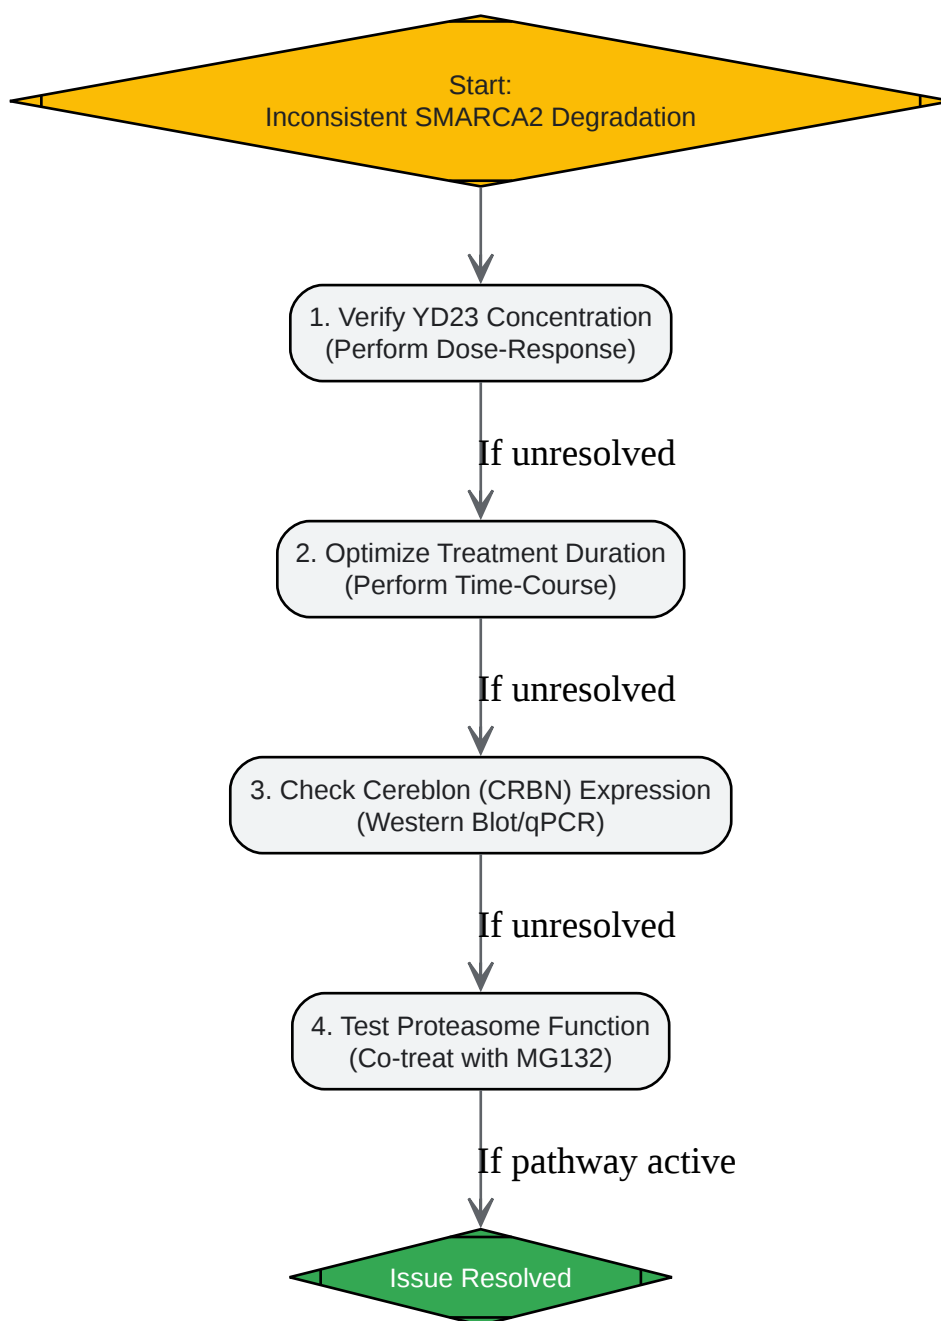 Start:
Inconsistent SMARCA2 Degradation
1. Verify YD23 Concentration
(Perform Dose-Response)
If unresolved
2. Optimize Treatment Duration
(Perform Time-Course)
If unresolved
3. Check Cereblon (CRBN) Expression
(Western Blot/qPCR)
If unresolved
4. Test Proteasome Function
(Co-treat with MG132)
If pathway active
Issue Resolved